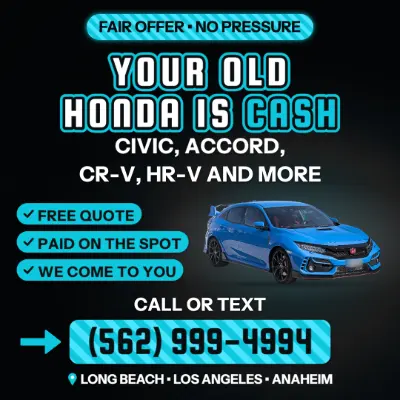 FAIR OFFER • NO PRESSURE
YOUR OLD
HONDA IS CASH
CIVIC, ACCORD,
CR-V, HR-V AND MORE
✓ FREE QUOTE
✓ PAID ON THE SPOT
✓ WE COME TO YOU
CALL OR TEXT
(562) 999-4994
LONG BEACH • LOS ANGELES • ANAHEIM